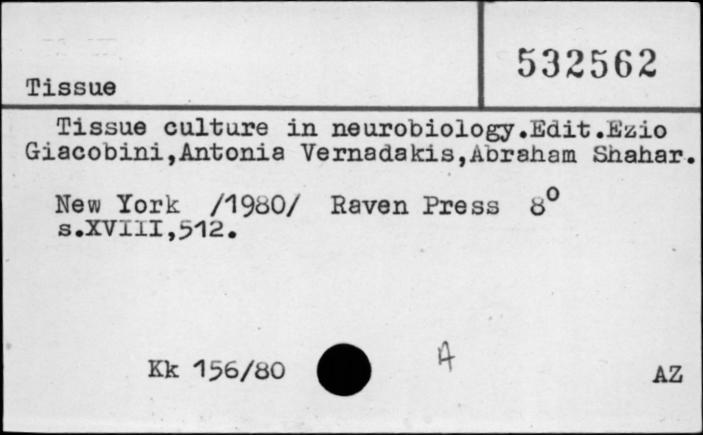 532562
Tissue
Tissue culture in neurobiology.Edit.Ezio
Giacobini,Antonia Vernadakis,Abraham Shahar.
New York /1980/ Raven Press 8º
s.XVIII,512.
Kk 156/80 A AZ